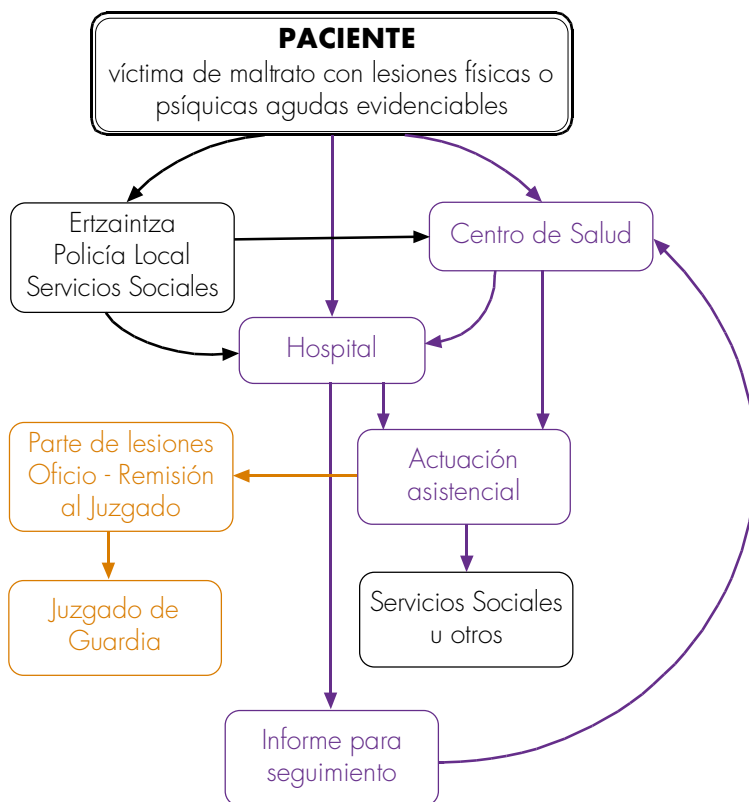 PACIENTE
víctima de maltrato con lesiones físicas o
psíquicas agudas evidenciables
Ertzaintza
Policía Local
Servicios Sociales
Centro de Salud
Hospital
Parte de lesiones
Oficio - Remisión
al Juzgado
Actuación
asistencial
Juzgado de
Guardia
Servicios Sociales
u otros
Informe para
seguimiento